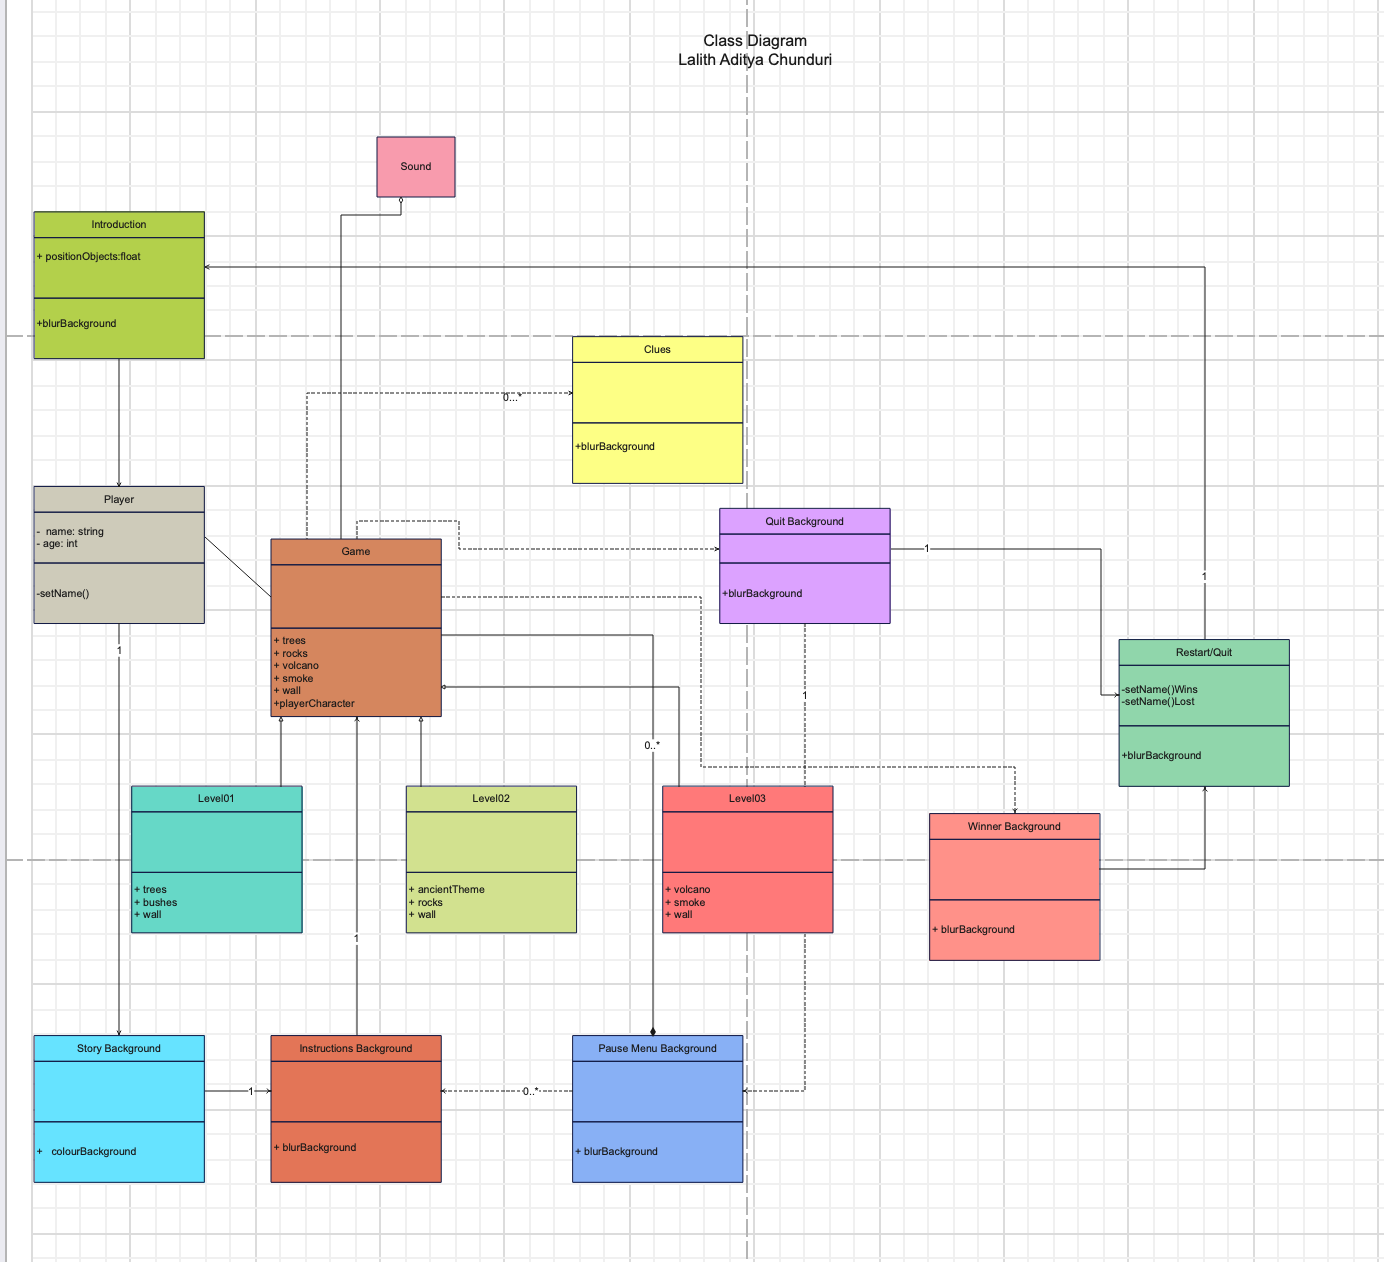 Class Diagram
Lalith Aditya Chunduri
Sound
Introduction
+ positionObjects:float
+blurBackground
Clues
0...*
+blurBackground
Player
-  name: string
- age: int
-setName()
Quit Background
+blurBackground
1
1
Game
+ trees
+ rocks
+ volcano
+ smoke
+ wall
+playerCharacter
1
Restart/Quit
-setName()Wins
-setName()Lost
+blurBackground
1
0..*
Level01
+ trees
+ bushes
+ wall
Level02
+ ancientTheme
+ rocks
+ wall
Level03
+ volcano
+ smoke
+ wall
Winner Background
+ blurBackground
1
Story Background
+   colourBackground
1
Instructions Background
+ blurBackground
0..*
Pause Menu Background
+ blurBackground